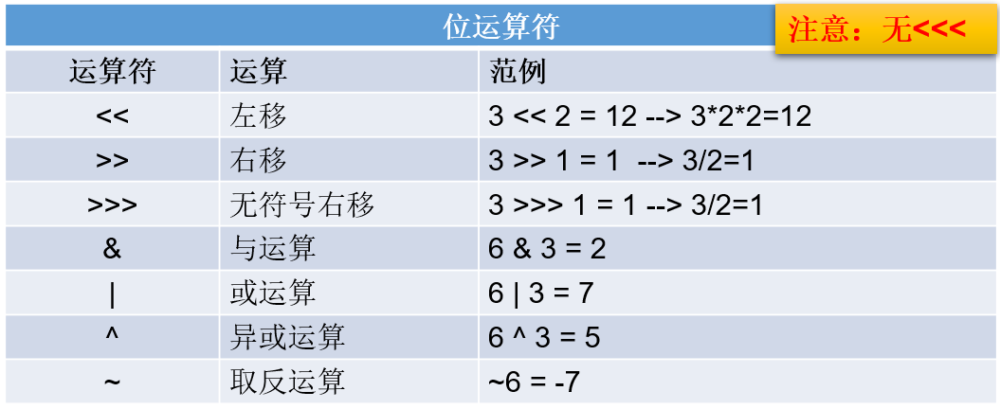 位运算符
注意：无<<<
运算符 运算 范例
<< 左移 3 << 2 = 12 --> 3*2*2=12
>> 右移 3 >> 1 = 1 --> 3/2=1
>>> 无符号右移 3 >>> 1 = 1 --> 3/2=1
& 与运算 6 & 3 = 2
| 或运算 6 | 3 = 7
^ 异或运算 6 ^ 3 = 5
~ 取反运算 ~6 = -7